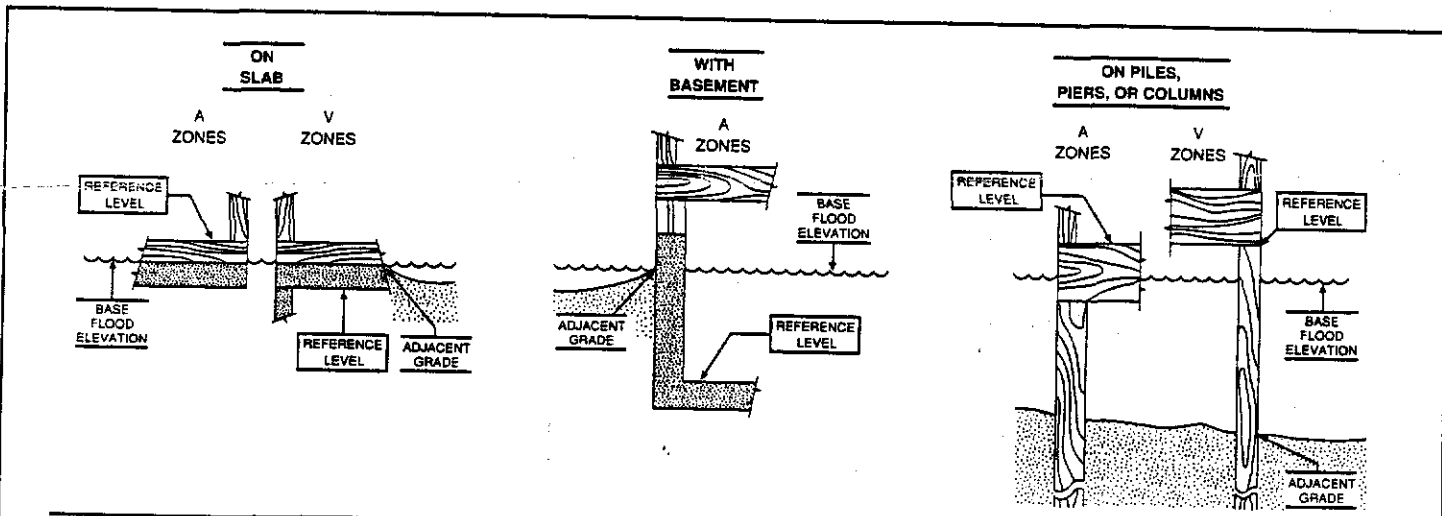 ON
SLAB
A
ZONES
V
ZONES
REFERENCE
LEVEL
BASE
FLOOD
ELEVATION
REFERENCE
LEVEL
ADJACENT
GRADE
WITH
BASEMENT
A
ZONES
BASE
FLOOD
ELEVATION
ADJACENT
GRADE
REFERENCE
LEVEL
ON PILES,
PIERS, OR COLUMNS
A
ZONES
V
ZONES
REFERENCE
LEVEL
REFERENCE
LEVEL
BASE
FLOOD
ELEVATION
ADJACENT
GRADE